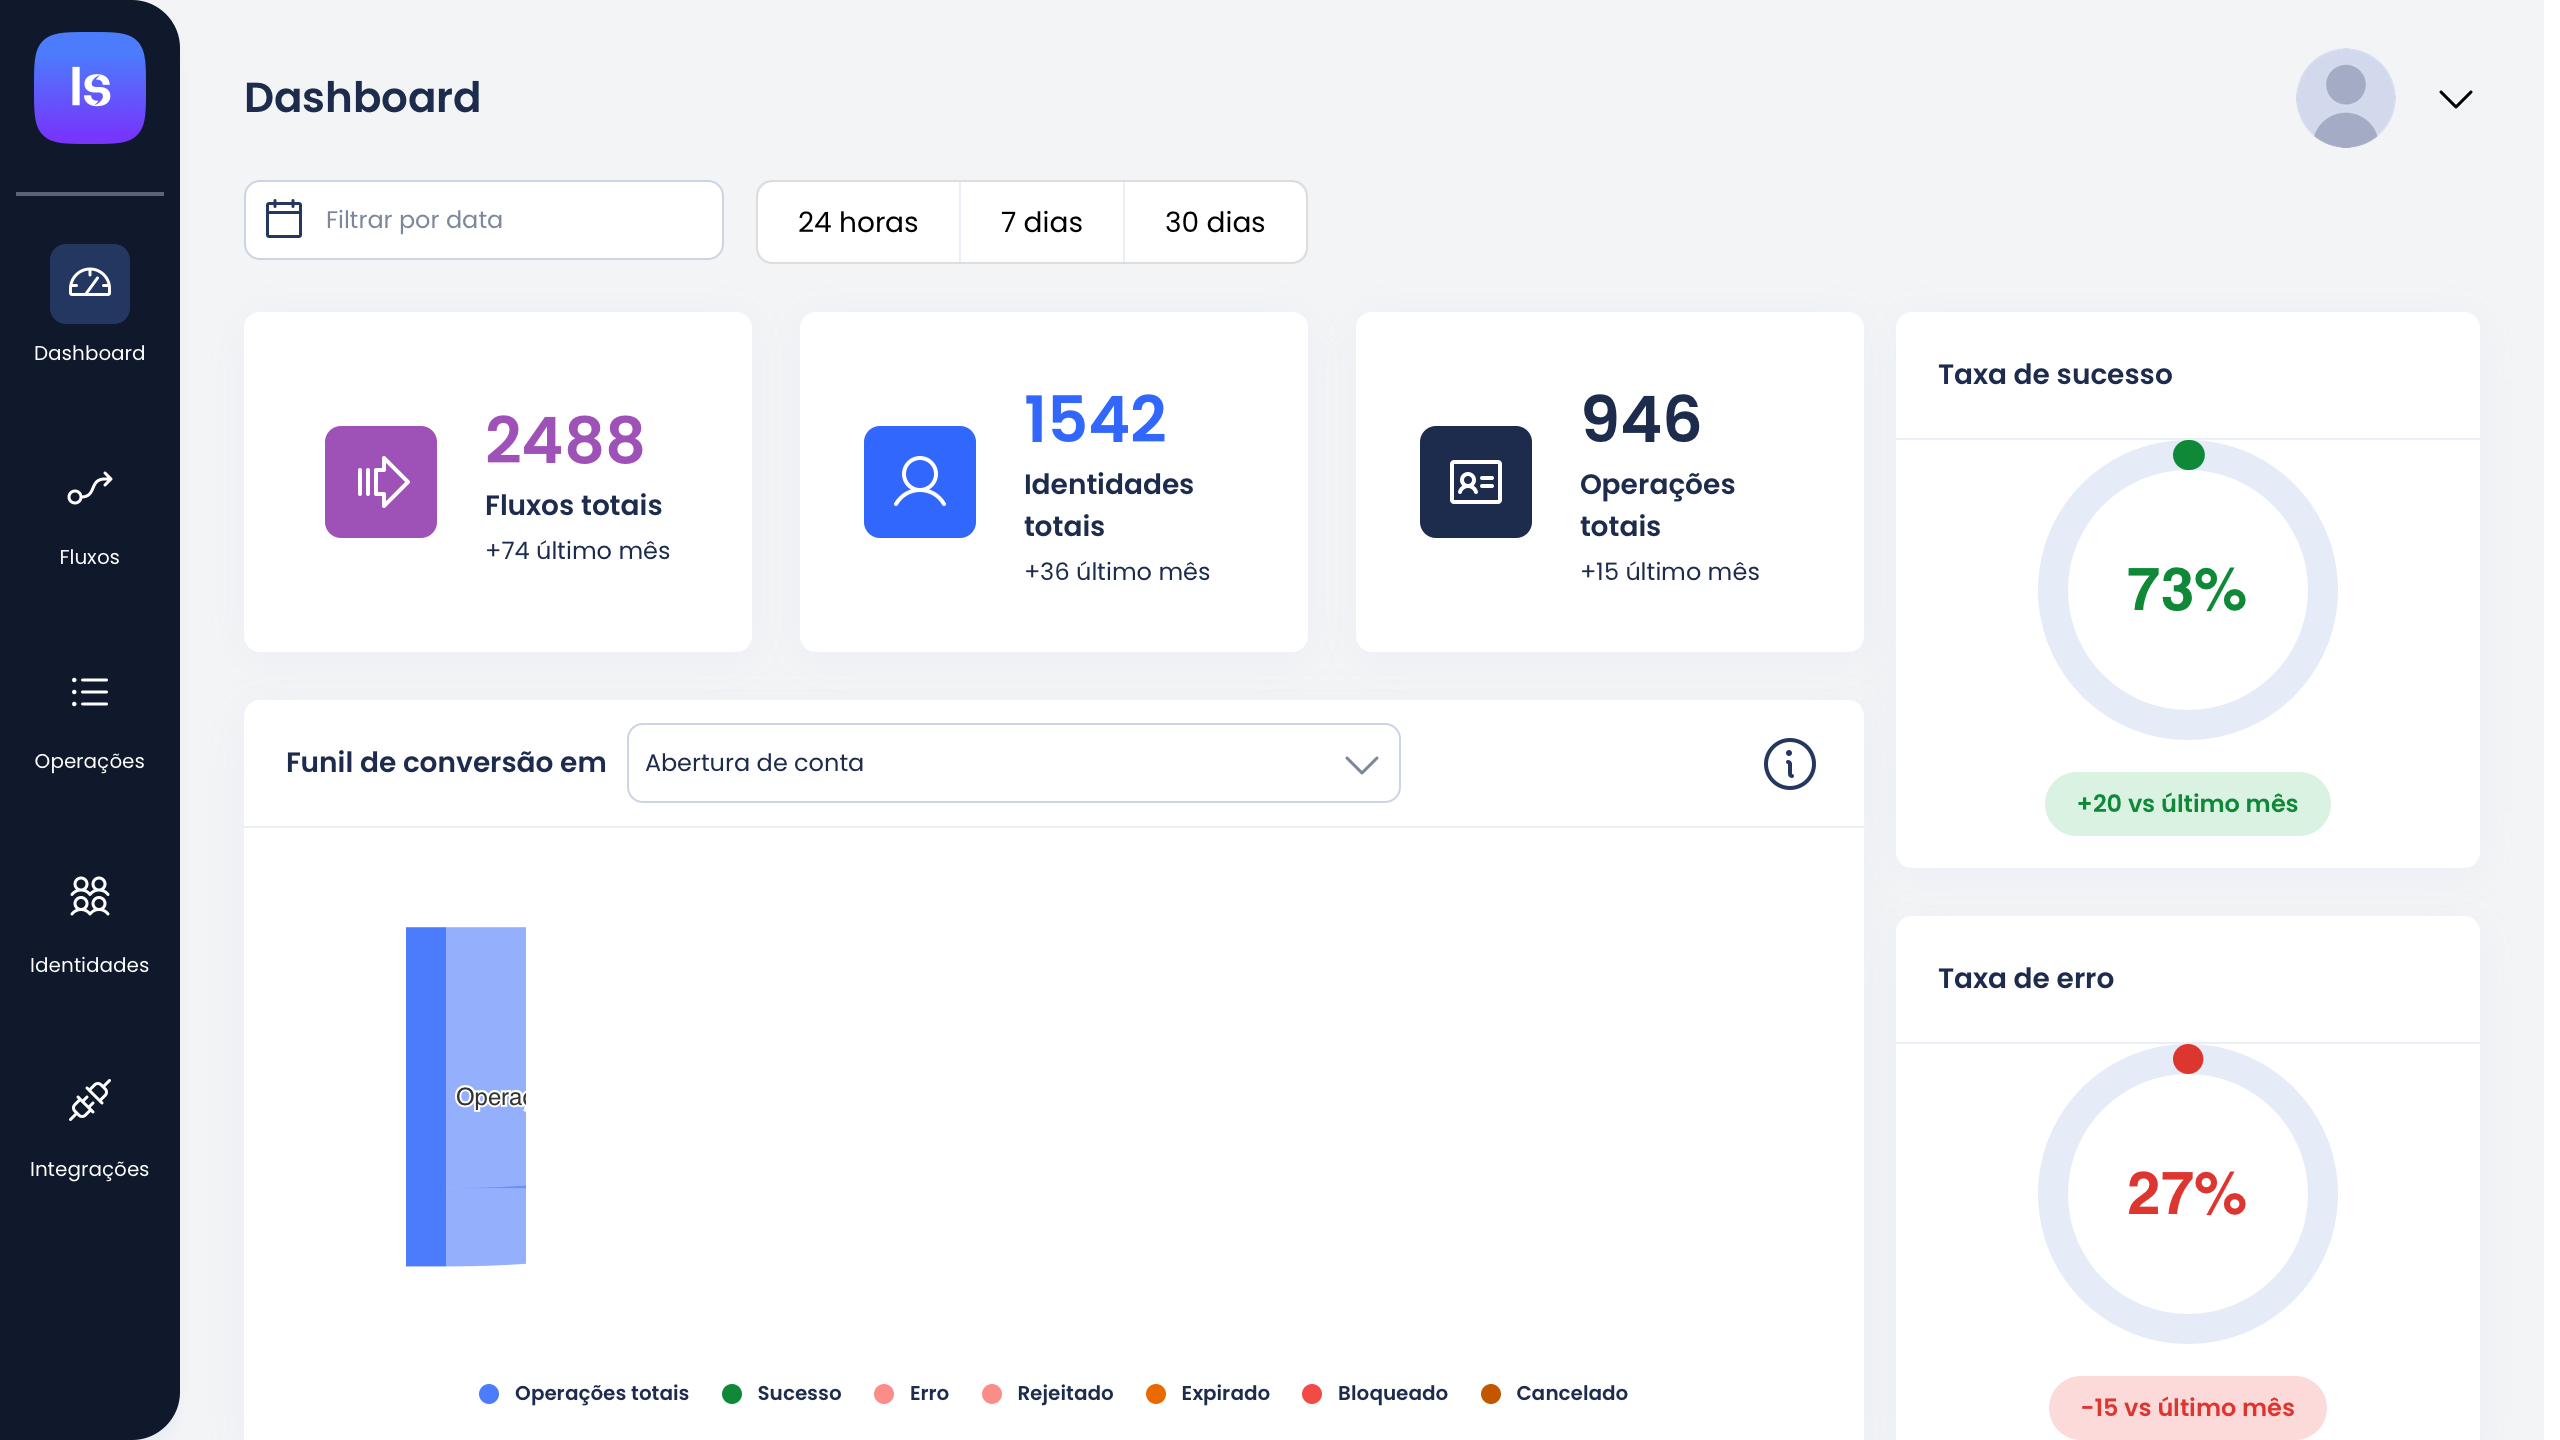 ls
Dashboard
Fluxos
Operações
Identidades
Integrações
Dashboard
Filtrar por data
24 horas
7 dias
30 dias
2488
Fluxos totais
+74 último mês
1542
Identidades
totais
+36 último mês
946
Operações
totais
+15 último mês
Taxa de sucesso
73%
+20 vs último mês
Funil de conversão em
Abertura de conta
Operações totais
Sucesso
Erro
Rejeitado
Expirado
Bloqueado
Cancelado
Taxa de erro
27%
-15 vs último mês